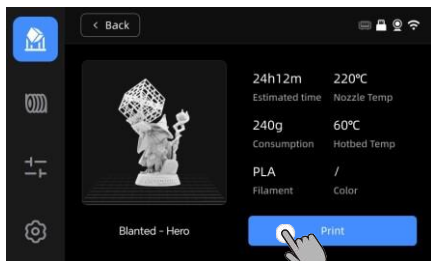 < Back
24h12m 220℃
Estimated time Nozzle Temp
240g 60℃
Consumption Hotbed Temp
PLA /
Filament Color
Blanted - Hero
Print